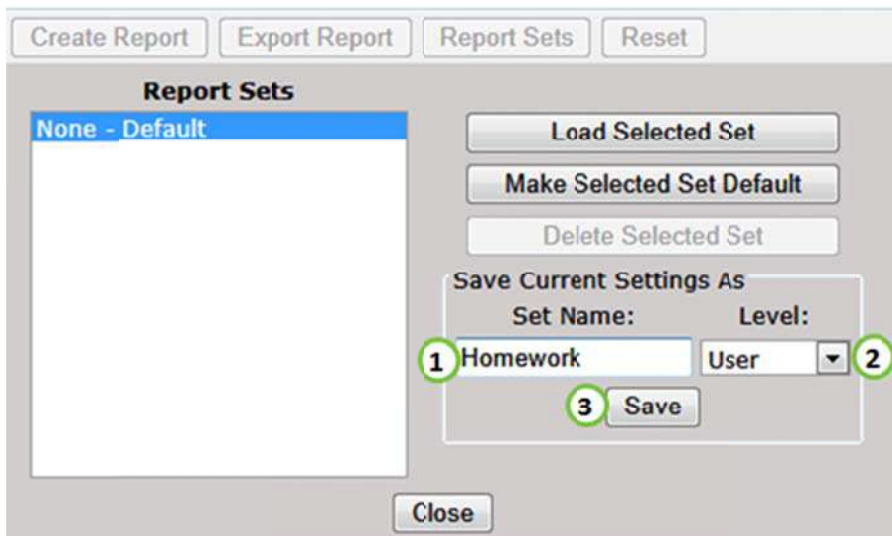 Create Report Export Report Report Sets Reset
Report Sets
None - Default
Load Selected Set
Make Selected Set Default
Delete Selected Set
Save Current Settings As
Set Name: Level:
1 Homework User 2
3 Save
Close